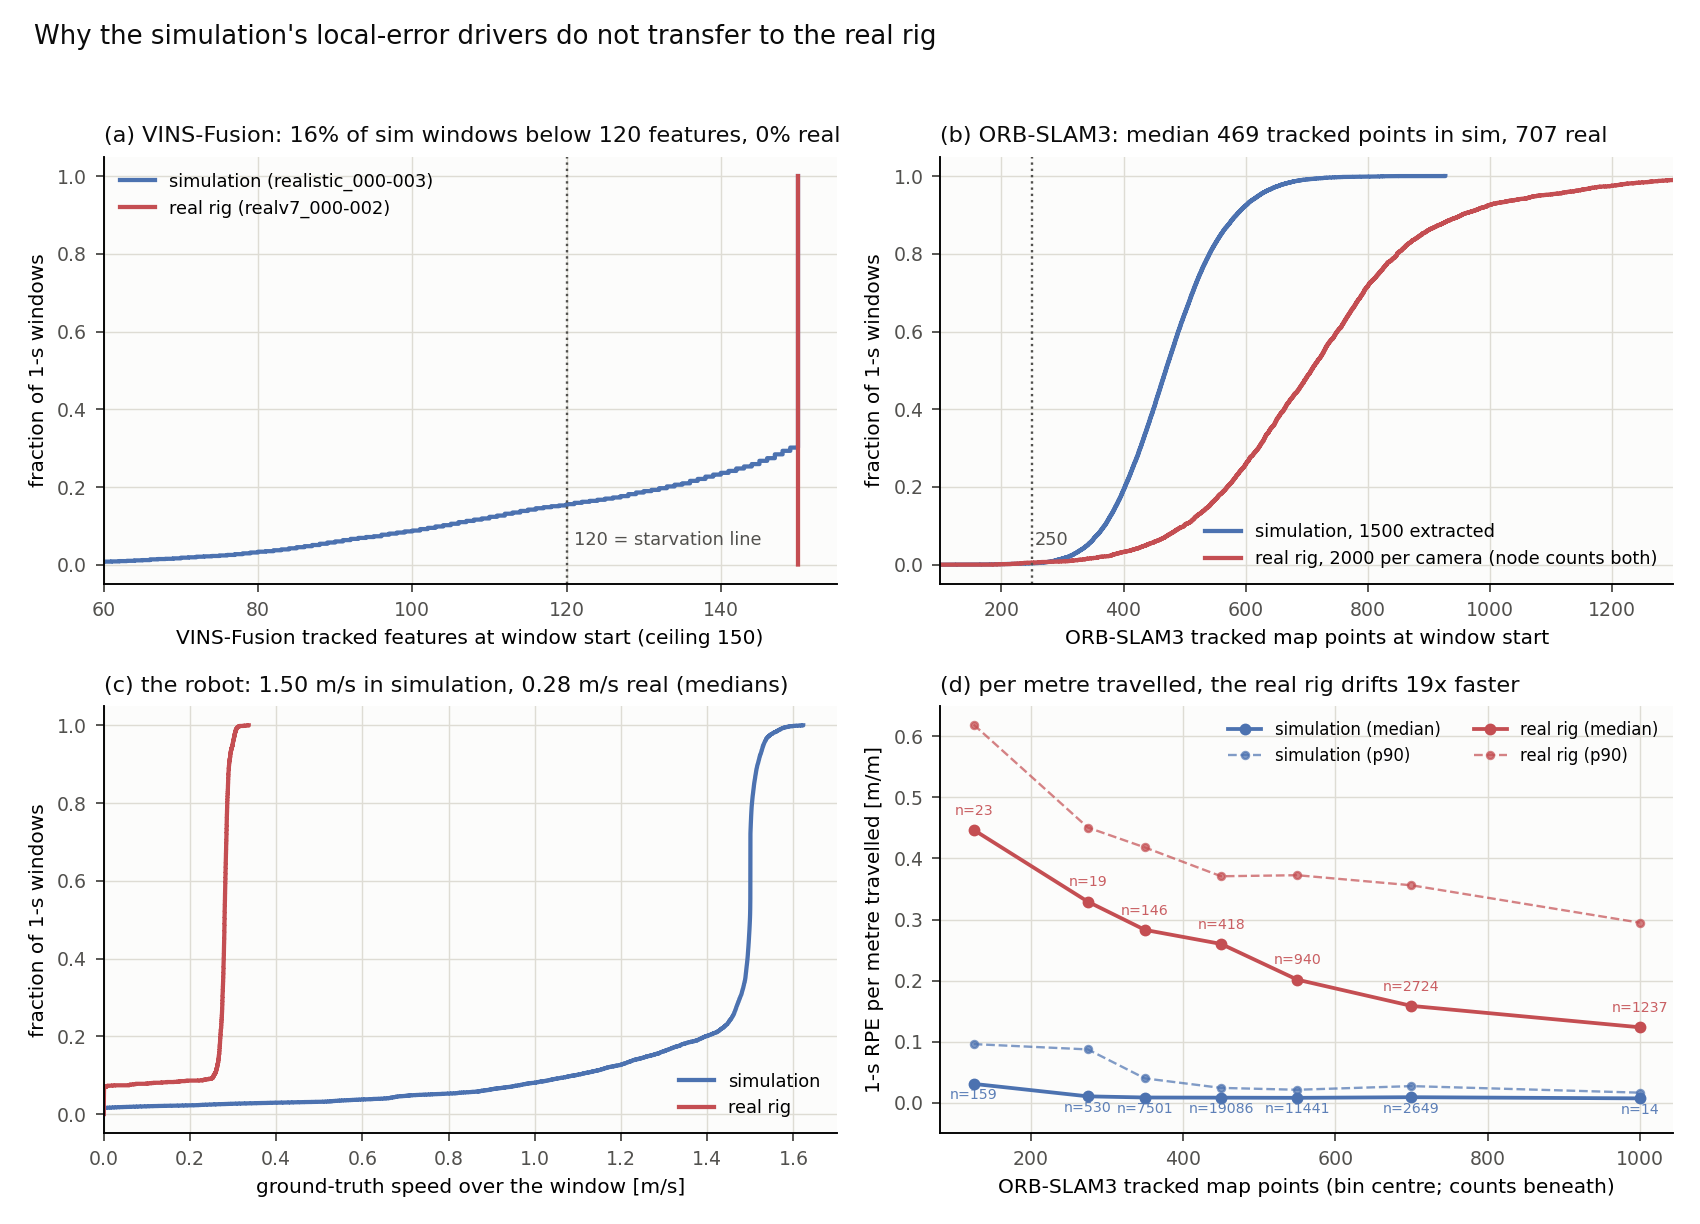 Why the simulation's local-error drivers do not transfer to the real rig
(a) VINS-Fusion: 16% of sim windows below 120 features, 0% real
fraction of 1-s windows
1.0
0.8
0.6
0.4
0.2
0.0
simulation (realistic_000-003)
real rig (realv7_000-002)
120 = starvation line
60
80
100
120
140
VINS-Fusion tracked features at window start (ceiling 150)
(b) ORB-SLAM3: median 469 tracked points in sim, 707 real
fraction of 1-s windows
1.0
0.8
0.6
0.4
0.2
0.0
250
simulation, 1500 extracted
real rig, 2000 per camera (node counts both)
200
400
600
800
1000
1200
ORB-SLAM3 tracked map points at window start
(c) the robot: 1.50 m/s in simulation, 0.28 m/s real (medians)
fraction of 1-s windows
1.0
0.8
0.6
0.4
0.2
0.0
simulation
real rig
0.0
0.2
0.4
0.6
0.8
1.0
1.2
1.4
1.6
ground-truth speed over the window [m/s]
(d) per metre travelled, the real rig drifts 19x faster
1-s RPE per metre travelled [m/m]
0.6
0.5
0.4
0.3
0.2
0.1
0.0
simulation (median)
simulation (p90)
real rig (median)
real rig (p90)
n=23
n=19
n=146
n=418
n=940
n=2724
n=1237
n=159
n=530
n=7501
n=19086
n=11441
n=2649
n=14
200
400
600
800
1000
ORB-SLAM3 tracked map points (bin centre; counts beneath)